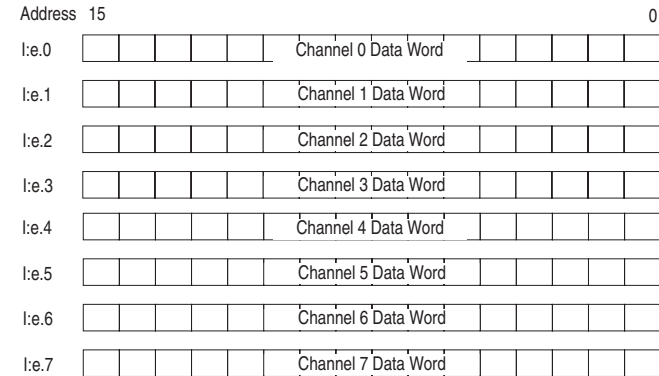 Address 15 0
I:e.0 Channel 0 Data Word
I:e.1 Channel 1 Data Word
I:e.2 Channel 2 Data Word
I:e.3 Channel 3 Data Word
I:e.4 Channel 4 Data Word
I:e.5 Channel 5 Data Word
I:e.6 Channel 6 Data Word
I:e.7 Channel 7 Data Word